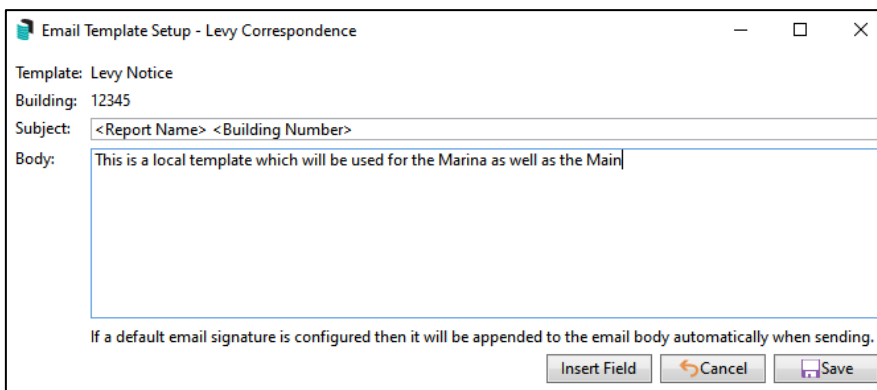 Email Template Setup - Levy Correspondence
Template: Levy Notice
Building: 12345
Subject: <Report Name> <Building Number>
Body: This is a local template which will be used for the Marina as well as the Main
If a default email signature is configured then it will be appended to the email body automatically when sending.
Insert Field Cancel Save